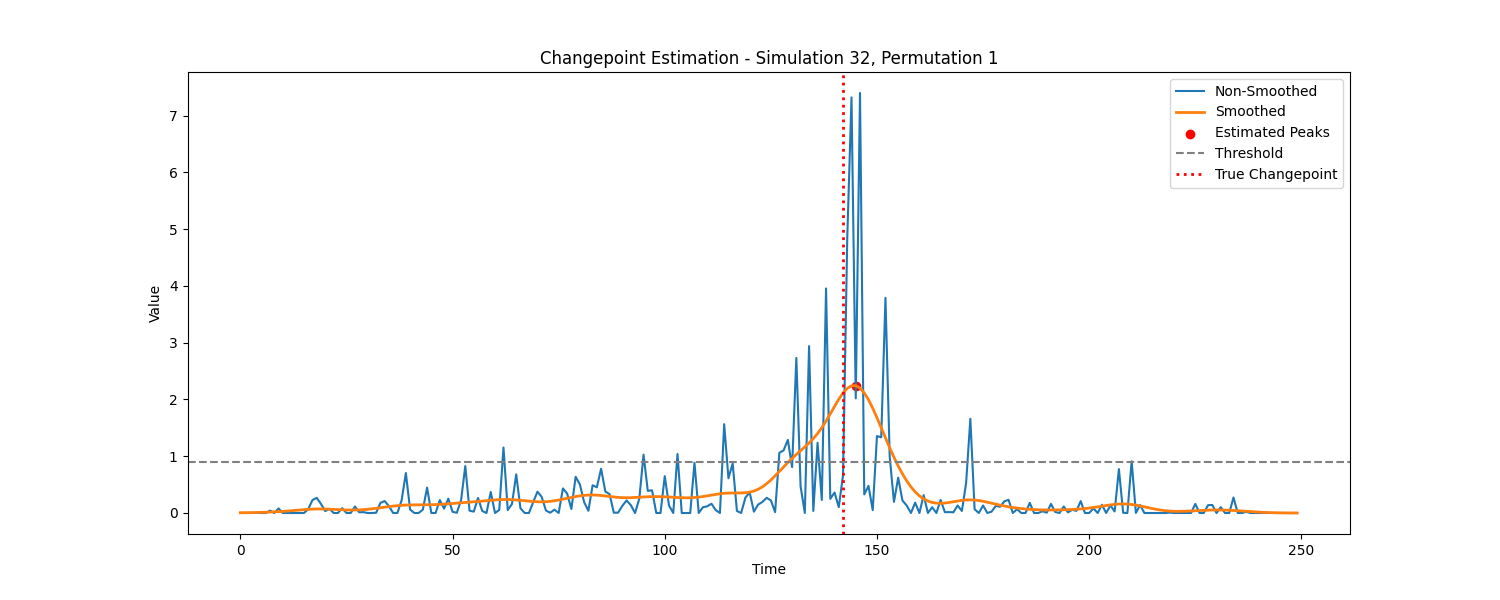 Changepoint Estimation - Simulation 32, Permutation 1
Non-Smoothed
Smoothed
Estimated Peaks
Threshold
True Changepoint
Value
7
6
5
4
3
2
1
0
0 50 100 150 200 250
Time